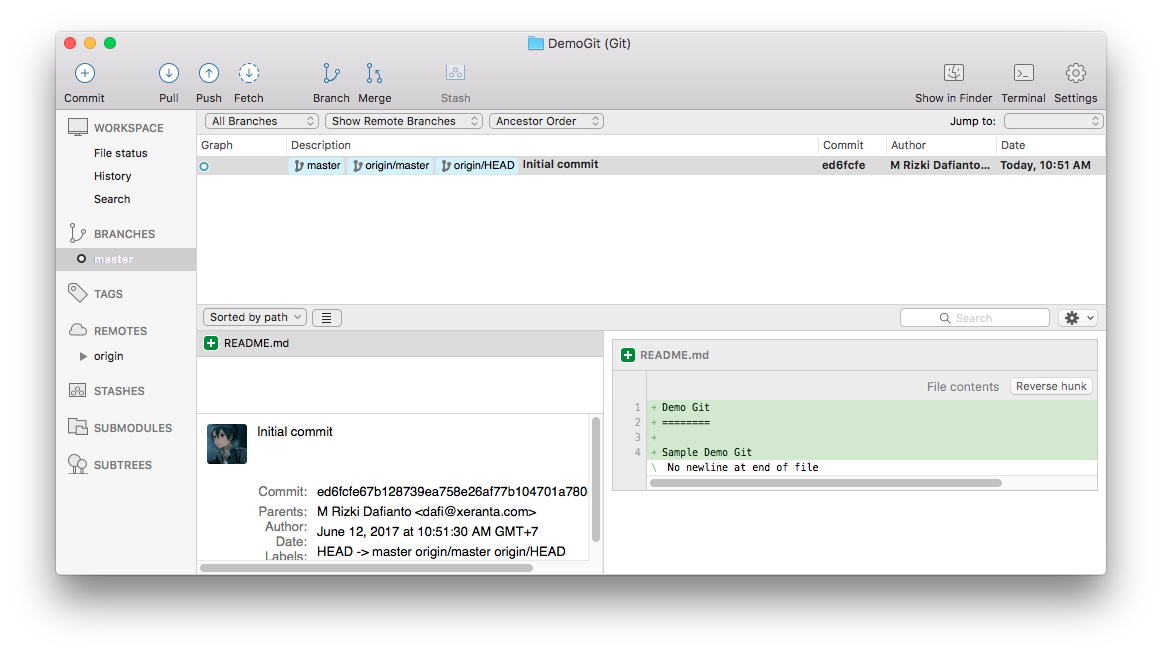 DemoGit (Git)
Commit Pull Push Fetch Branch Merge Stash Show in Finder Terminal Settings
All Branches Show Remote Branches Ancestor Order Jump to:
WORKSPACE
File status
History
Search
BRANCHES
master
TAGS
REMOTES
origin
STASHES
SUBMODULES
SUBTREES
Graph Description Commit Author Date
master origin/master origin/HEAD Initial commit ed6fcfe M Rizki Dafianto... Today, 10:51 AM
Sorted by path Search
README.md
Initial commit
Commit: ed6fcfe67b128739ea758e26af77b104701a780
Parents: M Rizki Dafianto <dafi@xeranta.com>
Author: June 12, 2017 at 10:51:30 AM GMT+7
Date:
Labels: HEAD -> master origin/master origin/HEAD
README.md
File contents Reverse hunk
1 + Demo Git
2 + ========
3 +
4 + Sample Demo Git
\ No newline at end of file